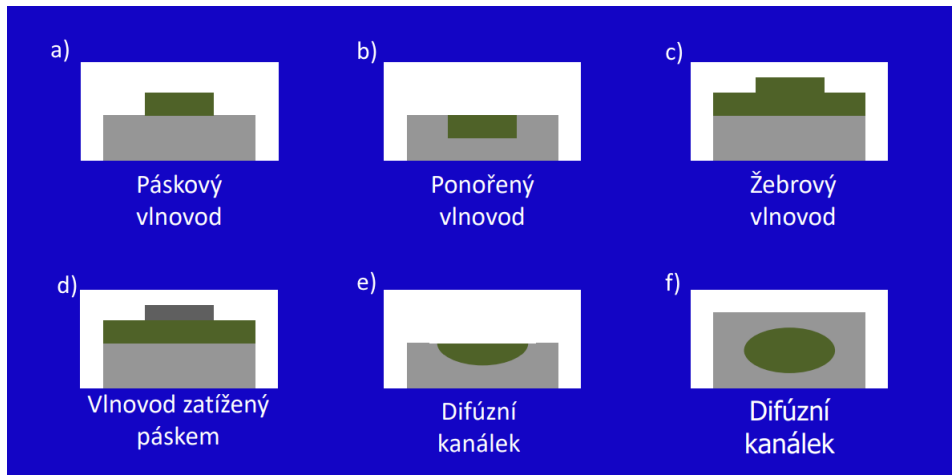 a)
Páskový
vlnovod
b)
Ponořený
vlnovod
c)
Žebrový
vlnovod
d)
Vlnovod zatížený
páskem
e)
Difúzní
kanálek
f)
Difúzní
kanálek